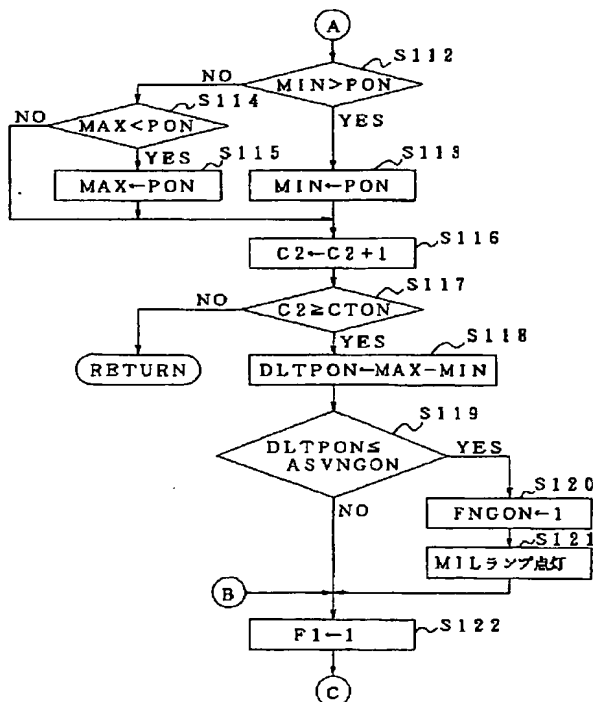 A
S112
NO
MIN>PON
S114
NO
MAX<PON
YES
YES
S115
S113
MAX←PON
MIN←PON
S116
C2←C2+1
S117
NO
C2≧CTON
YES
S118
RETURN
DLTPON←MAX-MIN
S119
DLTPON≦
ASVNGON
YES
S120
NO
FNGON←1
S121
MILランプ点灯
B
F1←1
S122
C